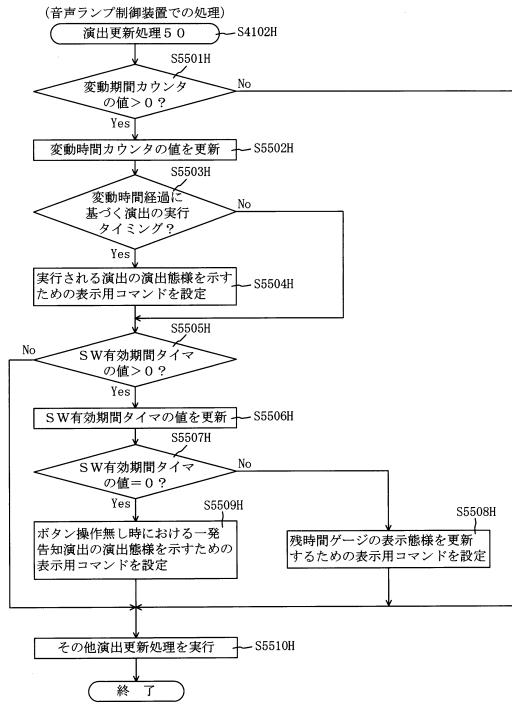 (音声ランプ制御装置での処理)
演出更新処理50
S4102H
S5501H
変動期間カウンタ
の値>0?
No
Yes
変動時間カウンタの値を更新
S5502H
S5503H
変動時間経過に
基づく演出の実行
タイミング?
No
Yes
実行される演出の演出態様を示す
ための表示用コマンドを設定
S5504H
S5505H
No
SW有効期間タイマ
の値>0?
Yes
SW有効期間タイマの値を更新
S5506H
S5507H
SW有効期間タイマ
の値=0?
No
Yes
S5509H
ボタン操作無し時における一発
告知演出の演出態様を示すための
表示用コマンドを設定
S5508H
残時間ゲージの表示態様を更新
するための表示用コマンドを設定
その他演出更新処理を実行
S5510H
終 了